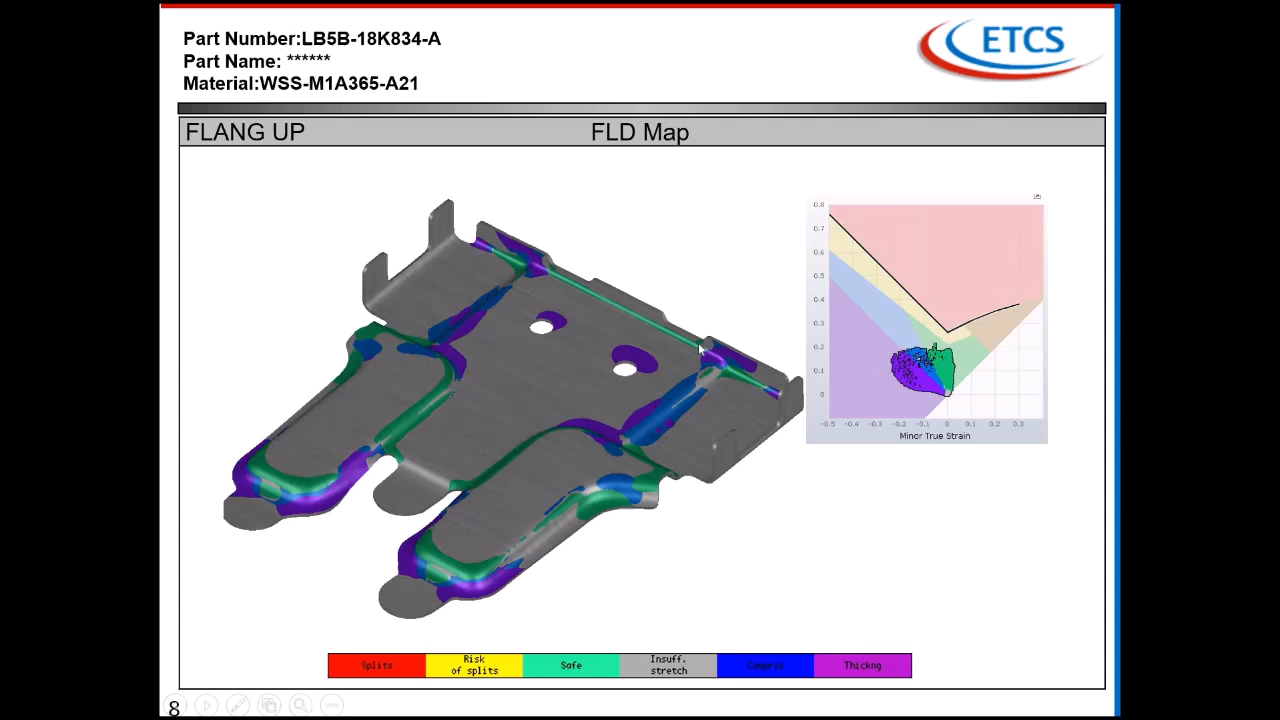 Part Number:LB5B-18K834-A
Part Name: ******
Material:WSS-M1A365-A21
ETCS
FLANG UP
FLD Map
0.8
0.7
0.6
0.5
0.4
0.3
0.2
0.1
0
-0.5 -0.4 -0.3 -0.2 -0.1 0 0.1 0.2 0.3
Minor True Strain
Splits
Risk
of splits
Safe
Insuff.
stretch
Compress
Thickng
8